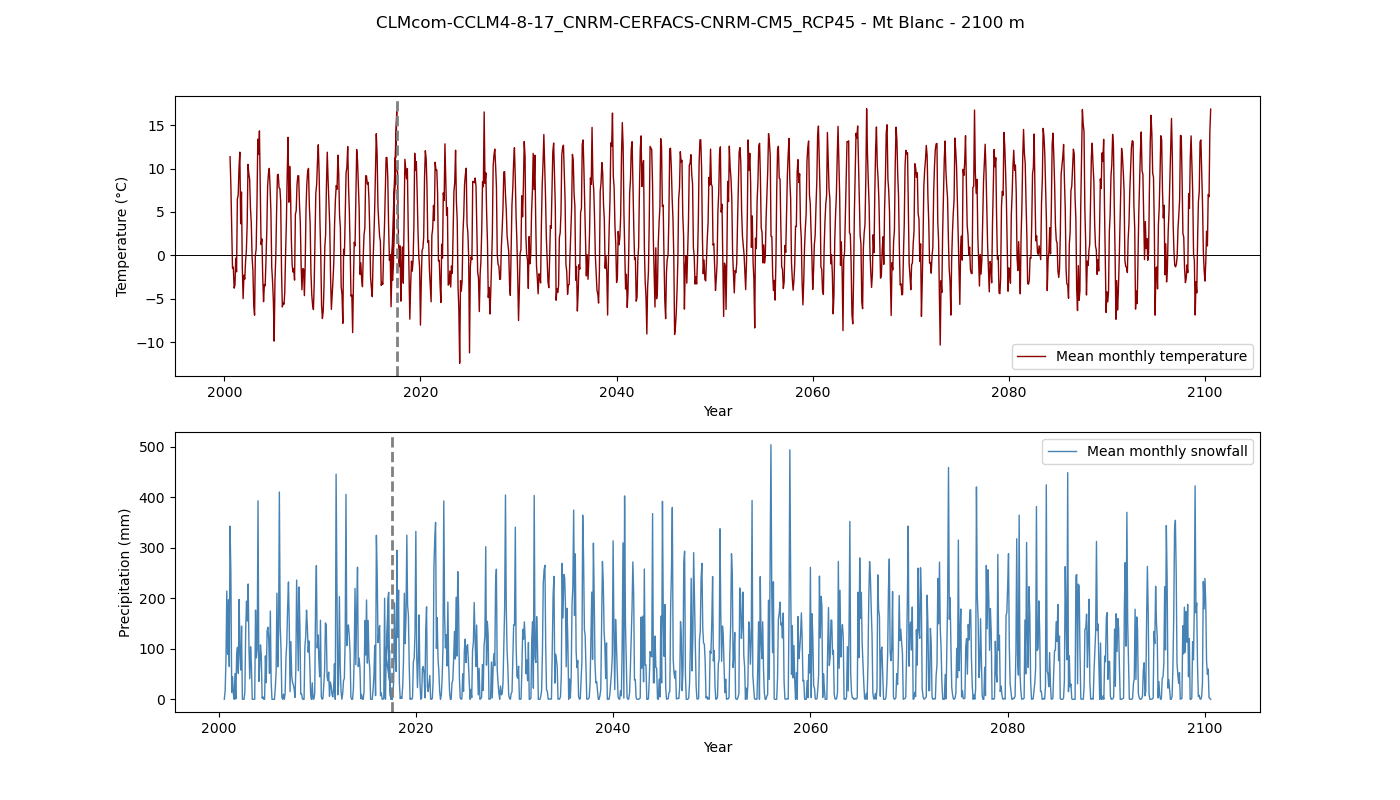 CLMcom-CCLM4-8-17_CNRM-CERFACS-CNRM-CM5_RCP45 - Mt Blanc - 2100 m
15
10
5
0
−5
−10
Temperature (°C)
Mean monthly temperature
2000 2020 2040 2060 2080 2100
Year
500
400
300
200
100
0
Precipitation (mm)
Mean monthly snowfall
2000 2020 2040 2060 2080 2100
Year